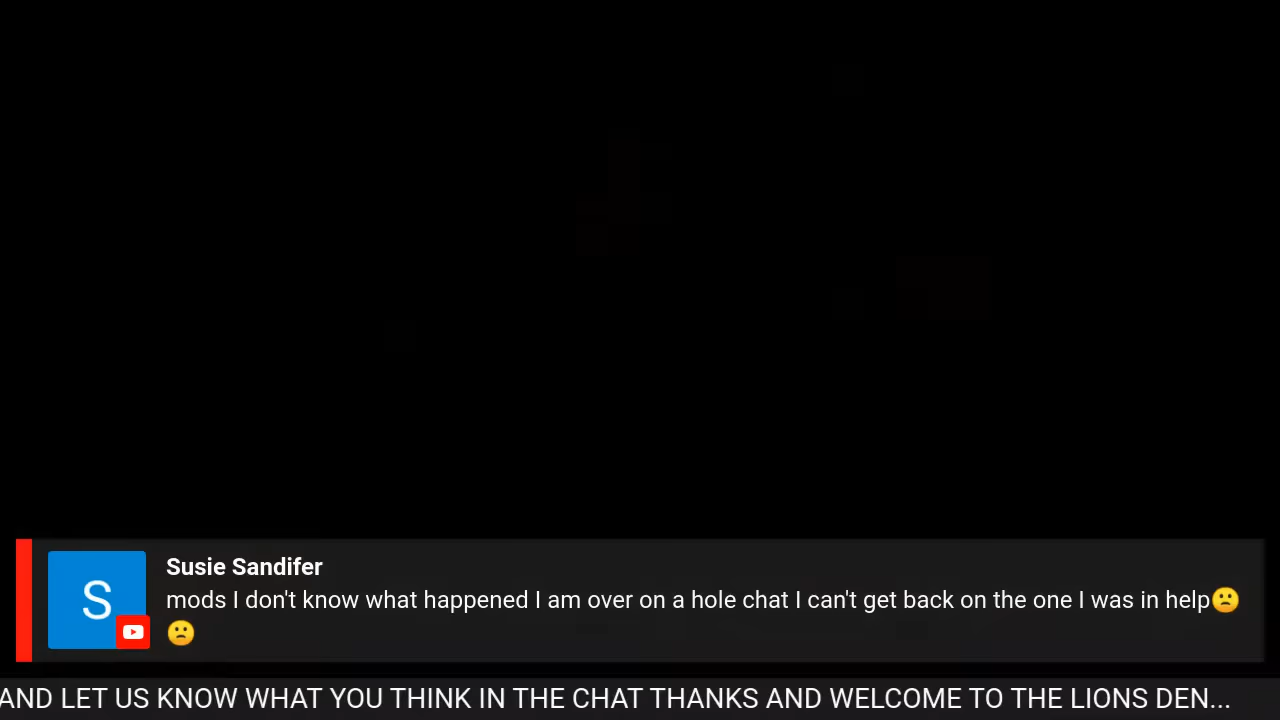 S
Susie Sandifer
mods I don't know what happened I am over on a hole chat I can't get back on the one I was in help🙁
🙁
AND LET US KNOW WHAT YOU THINK IN THE CHAT THANKS AND WELCOME TO THE LIONS DEN...